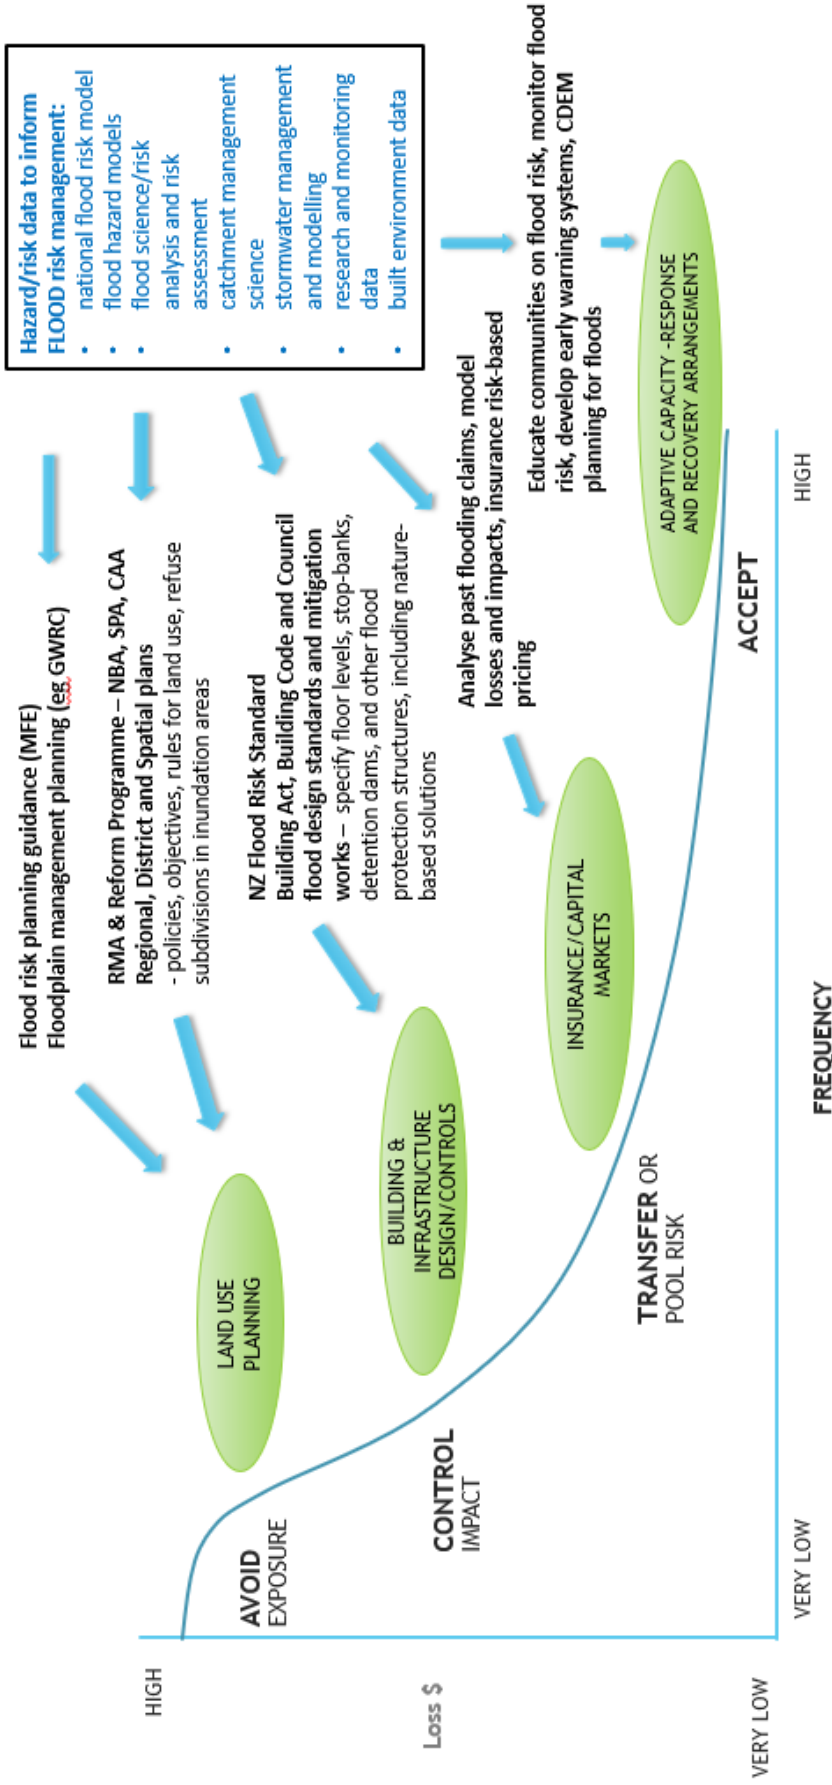 Hazard/risk data to inform
FLOOD risk management:
• national flood risk model
• flood hazard models
• flood science/risk
analysis and risk
assessment
• catchment management
science
• stormwater management
and modelling
• research and monitoring
data
• built environment data
Flood risk planning guidance (MFE)
Floodplain management planning (eg. GWRC)
RMA & Reform Programme – NBA, SPA, CAA
Regional, District and Spatial plans
- policies, objectives, rules for land use, refuse
subdivisions in inundation areas
NZ Flood Risk Standard
Building Act, Building Code and Council
flood design standards and mitigation
works – specify floor levels, stop-banks,
detention dams, and other flood
protection structures, including nature-
based solutions
Analyse past flooding claims, model
losses and impacts, insurance risk-based
pricing
Educate communities on flood risk, monitor flood
risk, develop early warning systems, CDEM
planning for floods
LAND USE
PLANNING
BUILDING &
INFRASTRUCTURE
DESIGN/CONTROLS
INSURANCE/CAPITAL
MARKETS
ADAPTIVE CAPACITY -RESPONSE
AND RECOVERY ARRANGEMENTS
AVOID
EXPOSURE
CONTROL
IMPACT
TRANSFER OR
POOL RISK
ACCEPT
HIGH
Loss $
VERY LOW
VERY LOW
FREQUENCY
HIGH